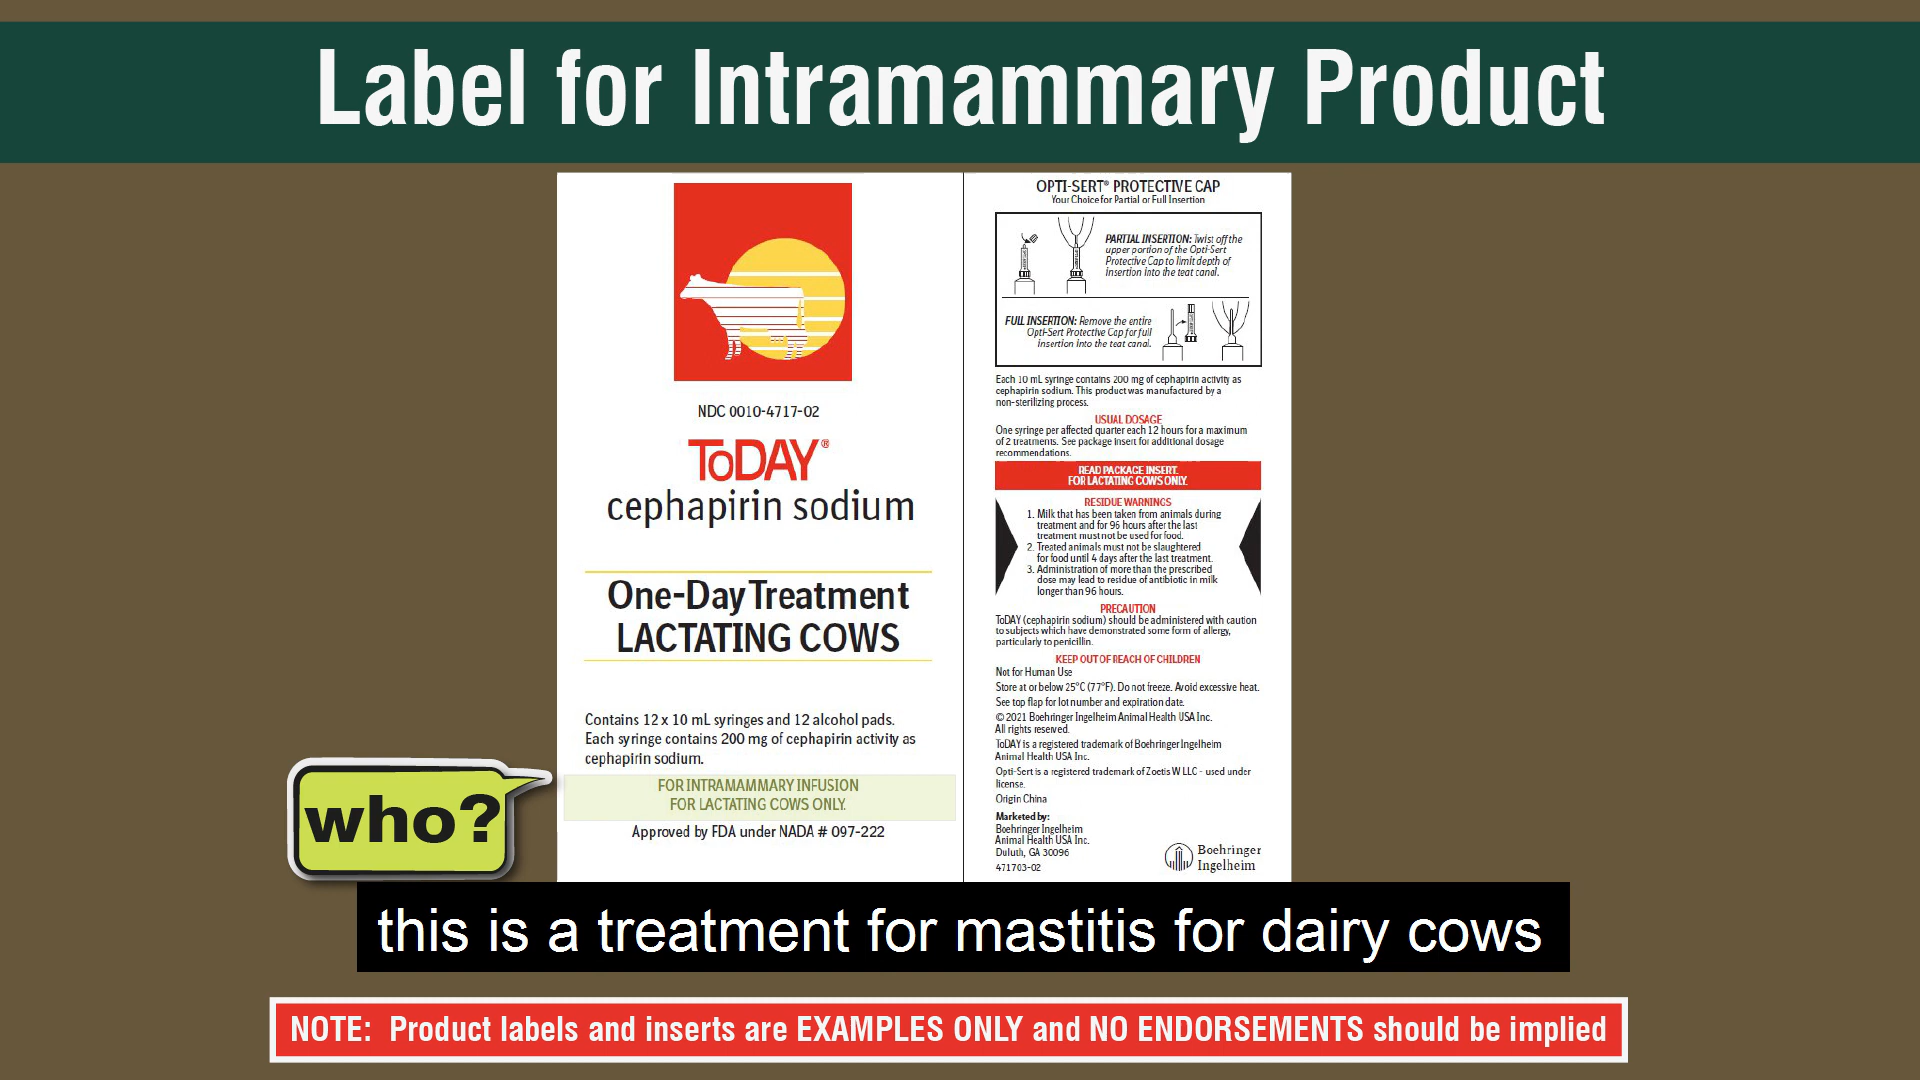 Label for Intramammary Product
NDC 0010-4717-02
ToDAY®
cephapirin sodium
One-Day Treatment
LACTATING COWS
Contains 12 x 10 mL syringes and 12 alcohol pads.
Each syringe contains 200 mg of cephapirin activity as
cephapirin sodium.
FOR INTRAMAMMARY INFUSION
FOR LACTATING COWS ONLY.
Approved by FDA under NADA # 097-222
who?
OPTI-SERT® PROTECTIVE CAP
Your Choice for Partial or Full Insertion
PARTIAL INSERTION: Twist off the
upper portion of the Opti-Sert
Protective Cap to limit depth of
insertion into the teat canal.
FULL INSERTION: Remove the entire
Opti-Sert Protective Cap for full
insertion into the teat canal.
Each 10 mL syringe contains 200 mg of cephapirin activity as
cephapirin sodium. This product was manufactured by a
non-sterilizing process.
USUAL DOSAGE
One syringe per affected quarter each 12 hours for a maximum
of 2 treatments. See package insert for additional dosage
recommendations.
READ PACKAGE INSERT.
FOR LACTATING COWS ONLY.
RESIDUE WARNINGS
1. Milk that has been taken from animals during
treatment and for 96 hours after the last
treatment must not be used for food.
2. Treated animals must not be slaughtered
for food until 4 days after the last treatment.
3. Administration of more than the prescribed
dose may lead to residue of antibiotic in milk
longer than 96 hours.
PRECAUTION
ToDAY (cephapirin sodium) should be administered with caution
to subjects which have demonstrated some form of allergy,
particularly to penicillin.
KEEP OUT OF REACH OF CHILDREN
Not for Human Use
Store at or below 25°C (77°F). Do not freeze. Avoid excessive heat.
See top flap for lot number and expiration date.
© 2021 Boehringer Ingelheim Animal Health USA Inc.
All rights reserved.
ToDAY is a registered trademark of Boehringer Ingelheim
Animal Health USA Inc.
Opti-Sert is a registered trademark of Zoetis W LLC - used under
license.
Origin China
Marketed by:
Boehringer Ingelheim
Animal Health USA Inc.
Duluth, GA 30096
471703-02
Boehringer
Ingelheim
this is a treatment for mastitis for dairy cows
NOTE: Product labels and inserts are EXAMPLES ONLY and NO ENDORSEMENTS should be implied